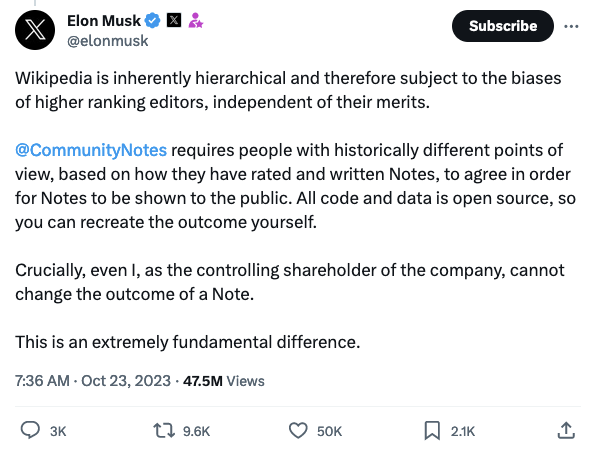 Elon Musk
@elonmusk
Subscribe
Wikipedia is inherently hierarchical and therefore subject to the biases
of higher ranking editors, independent of their merits.
@CommunityNotes requires people with historically different points of
view, based on how they have rated and written Notes, to agree in order
for Notes to be shown to the public. All code and data is open source, so
you can recreate the outcome yourself.
Crucially, even I, as the controlling shareholder of the company, cannot
change the outcome of a Note.
This is an extremely fundamental difference.
7:36 AM · Oct 23, 2023 · 47.5M Views
3K 9.6K 50K 2.1K